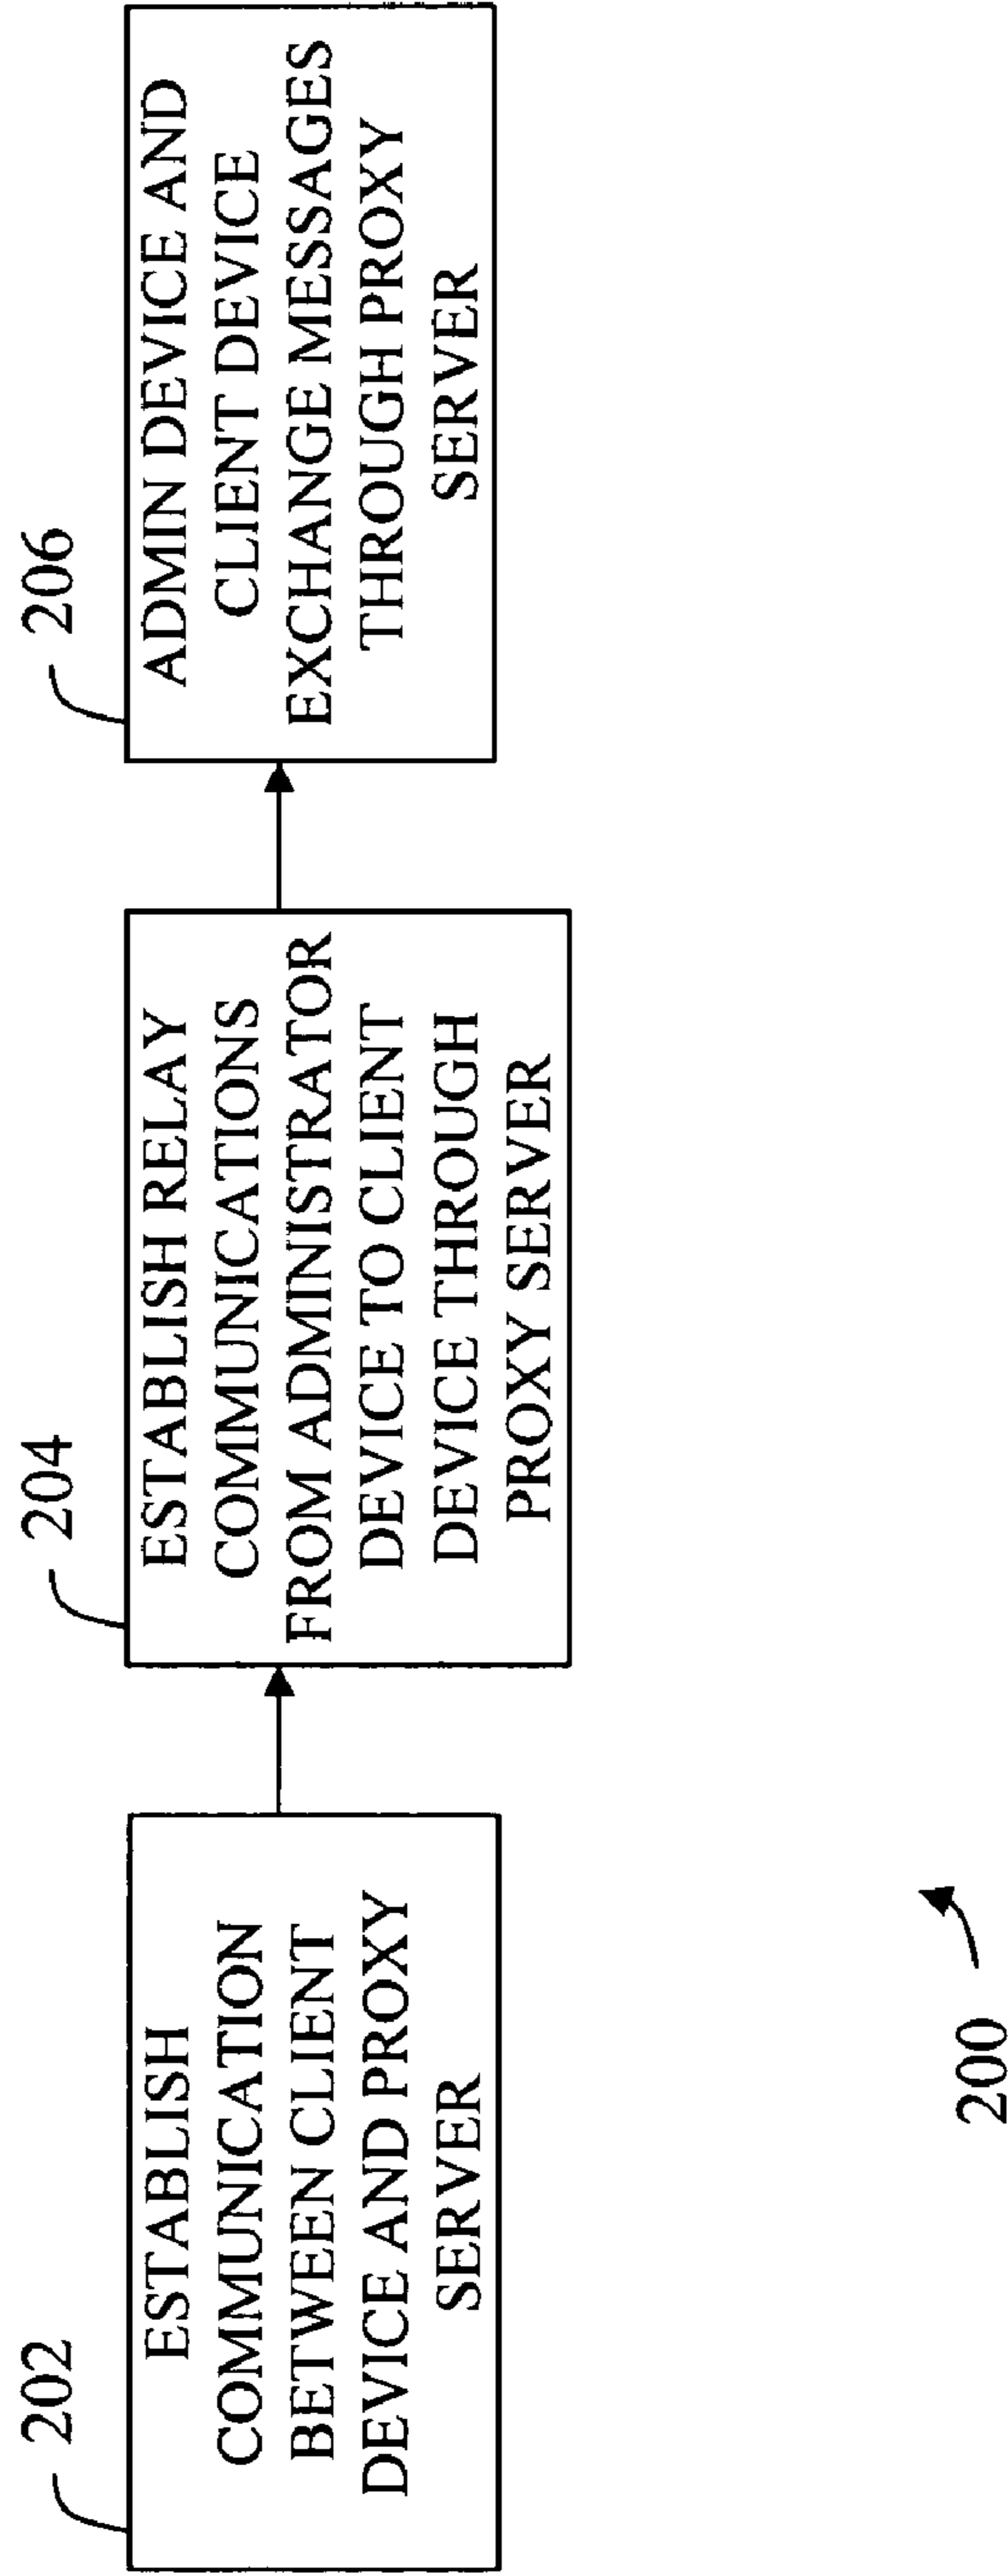 202
ESTABLISH
COMMUNICATION
BETWEEN CLIENT
DEVICE AND PROXY
SERVER
204
ESTABLISH RELAY
COMMUNICATIONS
FROM ADMINISTRATOR
DEVICE TO CLIENT
DEVICE THROUGH
PROXY SERVER
206
ADMIN DEVICE AND
CLIENT DEVICE
EXCHANGE MESSAGES
THROUGH PROXY
SERVER
200